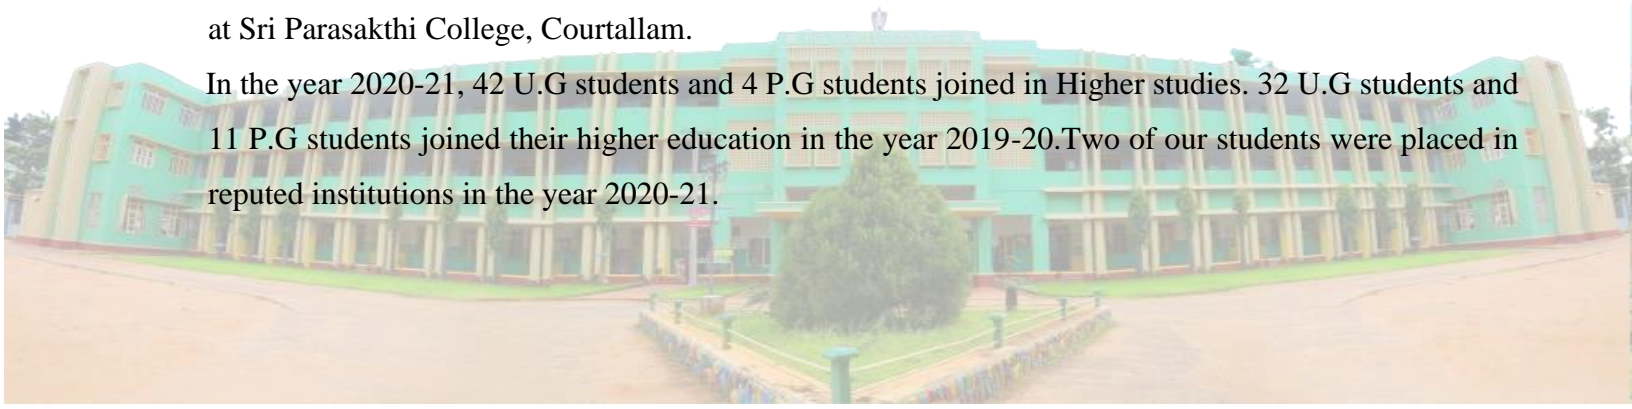 at Sri Parasakthi College, Courtallam.
In the year 2020-21, 42 U.G students and 4 P.G students joined in Higher studies. 32 U.G students and
11 P.G students joined their higher education in the year 2019-20.Two of our students were placed in
reputed institutions in the year 2020-21.